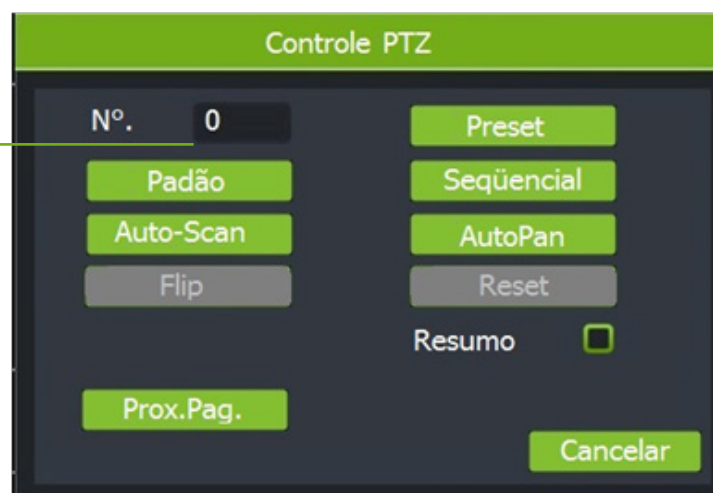 Controle PTZ
Nº. 0 Preset
Padão Seqüencial
Auto-Scan AutoPan
Flip Reset
Resumo
Prox.Pag.
Cancelar